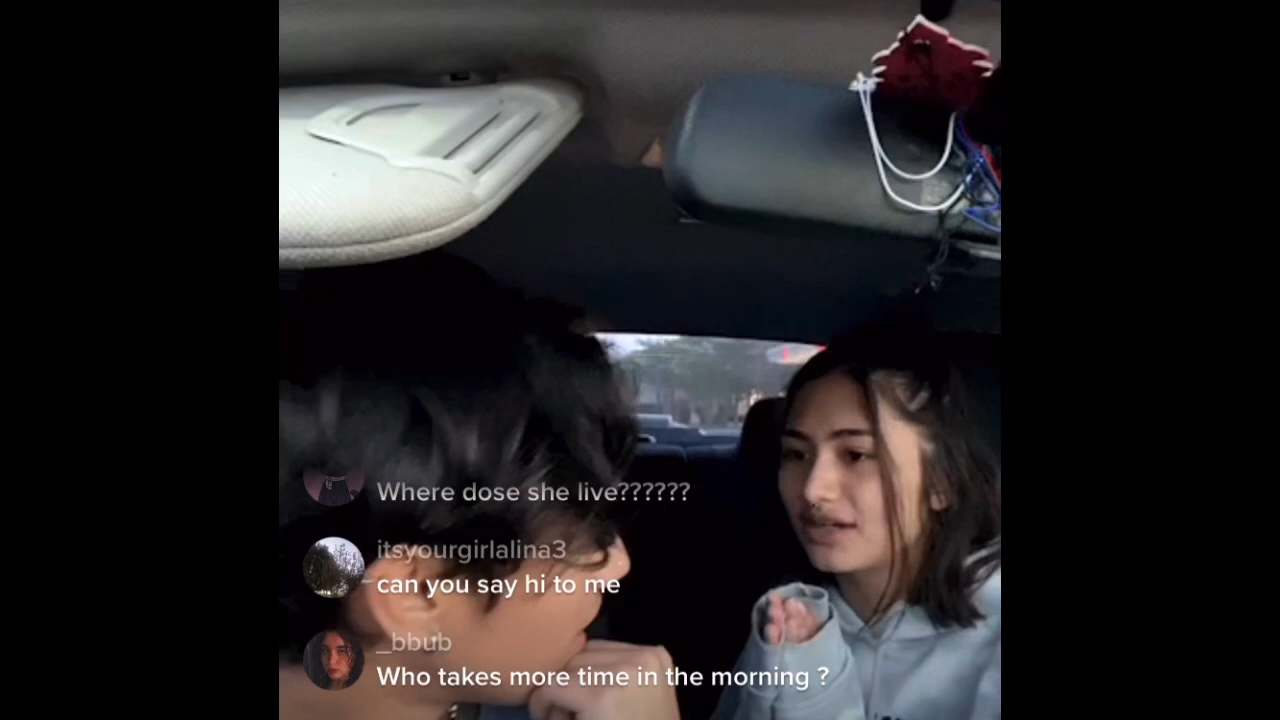 Where dose she live??????
itsyourgirlalina3
can you say hi to me
_bbub
Who takes more time in the morning ?